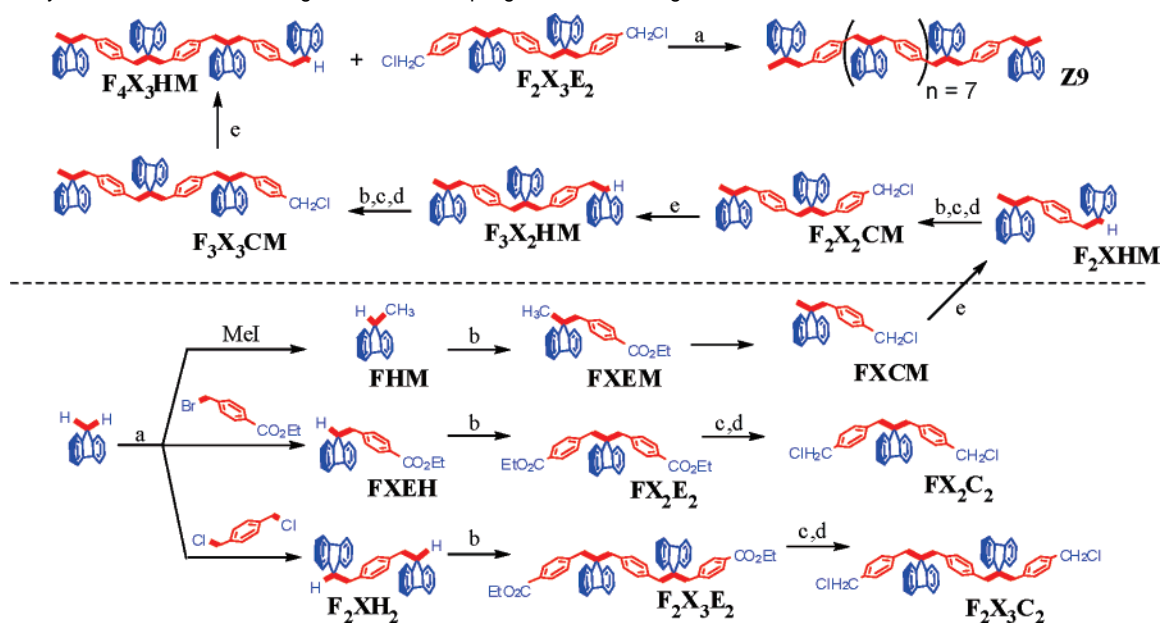 CH₂Cl
ClH₂C
H
+
a
n = 7
Z9
F₄X₃HM
F₂X₃E₂
e
CH₂Cl
b,c,d
H
e
CH₂Cl
b,c,d
H
F₃X₃CM
F₃X₂HM
F₂X₂CM
F₂XHM
e
MeI
H CH₃
b
H₃C
CO₂Et
CH₂Cl
FHM
FXEM
FXCM
H H
a
Br
CO₂Et
H
CO₂Et
b
EtO₂C
CO₂Et
c,d
ClH₂C
CH₂Cl
FXEH
FX₂E₂
FX₂C₂
Cl
Cl
H
H
b
CO₂Et
EtO₂C
c,d
CH₂Cl
ClH₂C
F₂XH₂
F₂X₃E₂
F₂X₃C₂